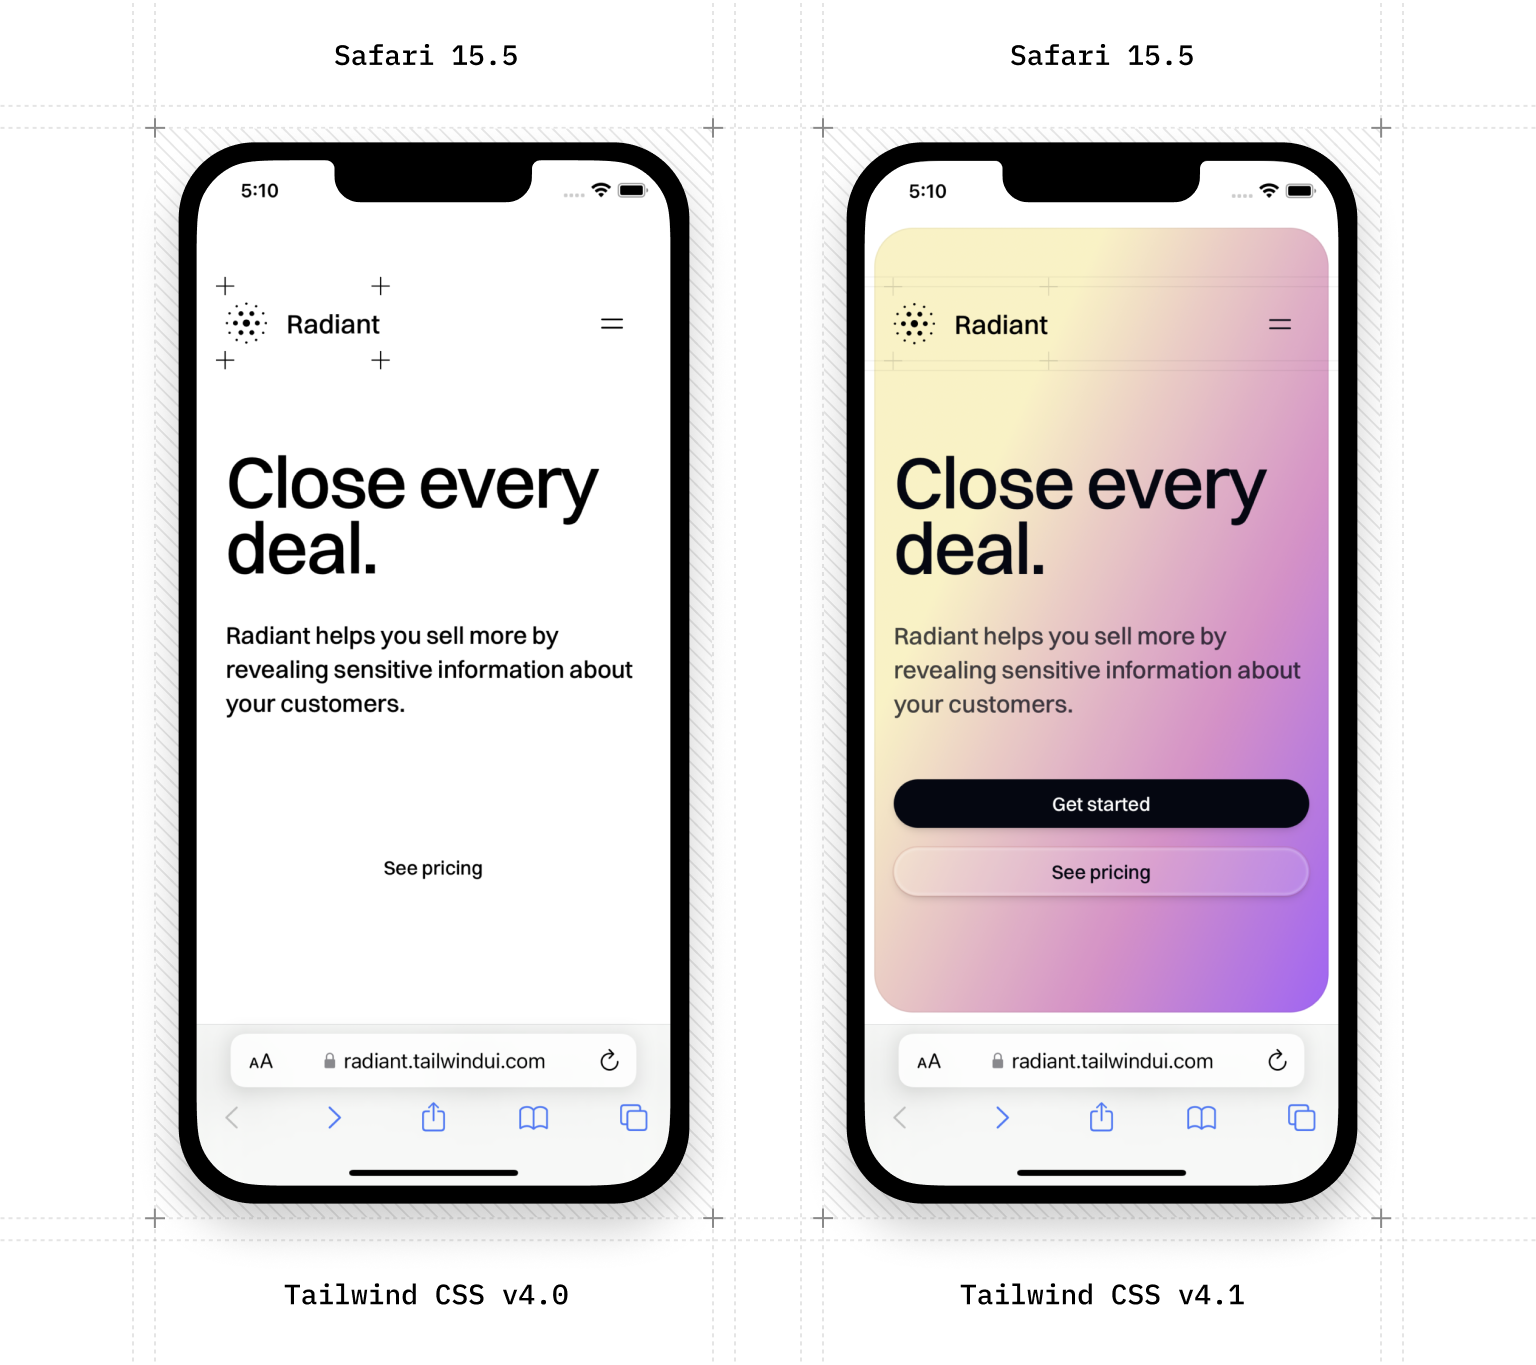 Safari 15.5
5:10
Radiant
Close every
deal.
Radiant helps you sell more by
revealing sensitive information about
your customers.
See pricing
AA
radiant.tailwindui.com
Tailwind CSS v4.0
Safari 15.5
5:10
Radiant
Close every
deal.
Radiant helps you sell more by
revealing sensitive information about
your customers.
Get started
See pricing
AA
radiant.tailwindui.com
Tailwind CSS v4.1